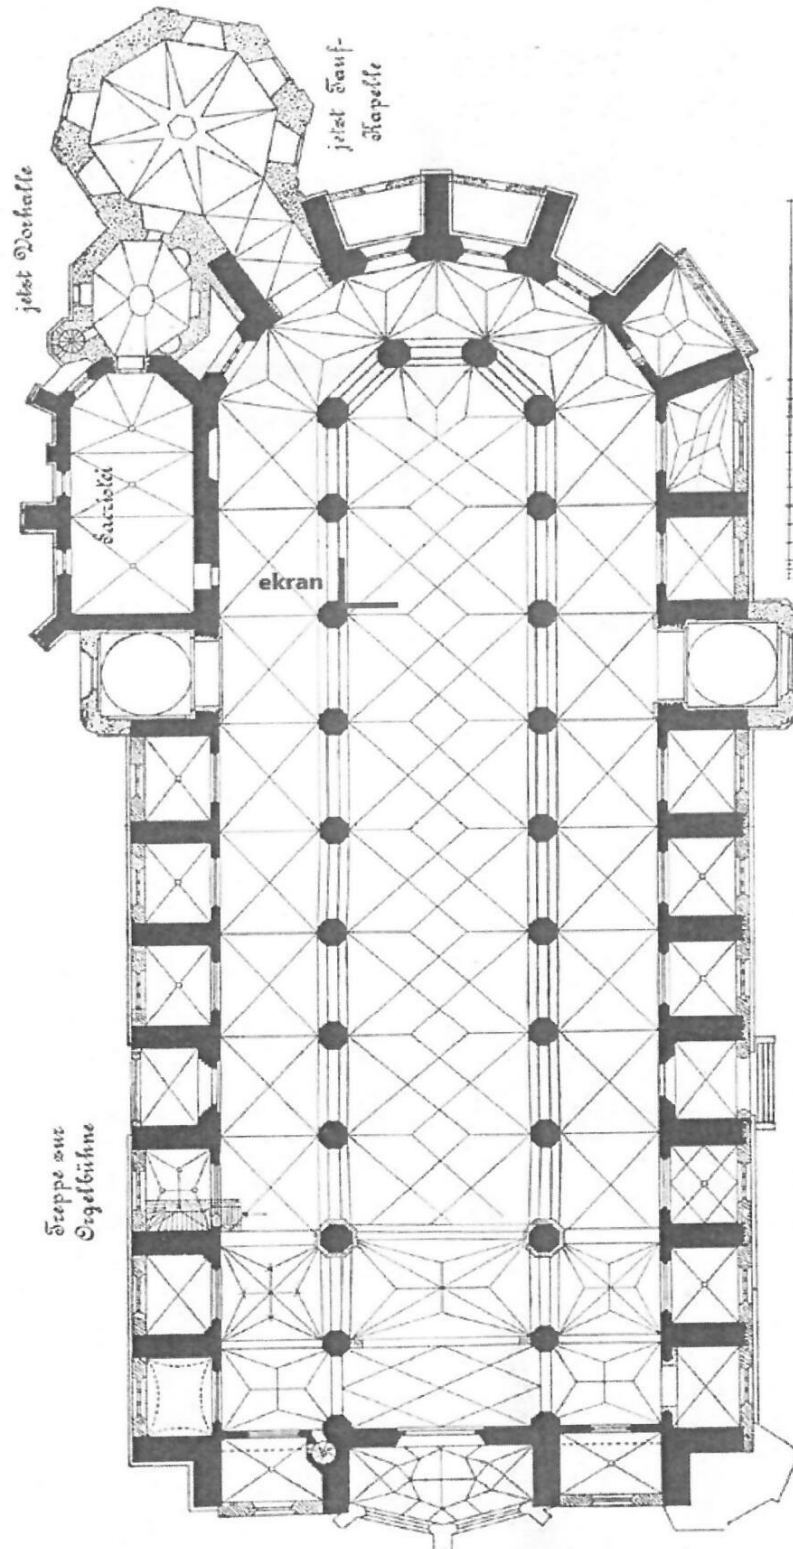 jetzt Tauf-
Kapelle
jetzt Vorhalle
Sacristei
ekran
Treppe zur
Orgelbühne